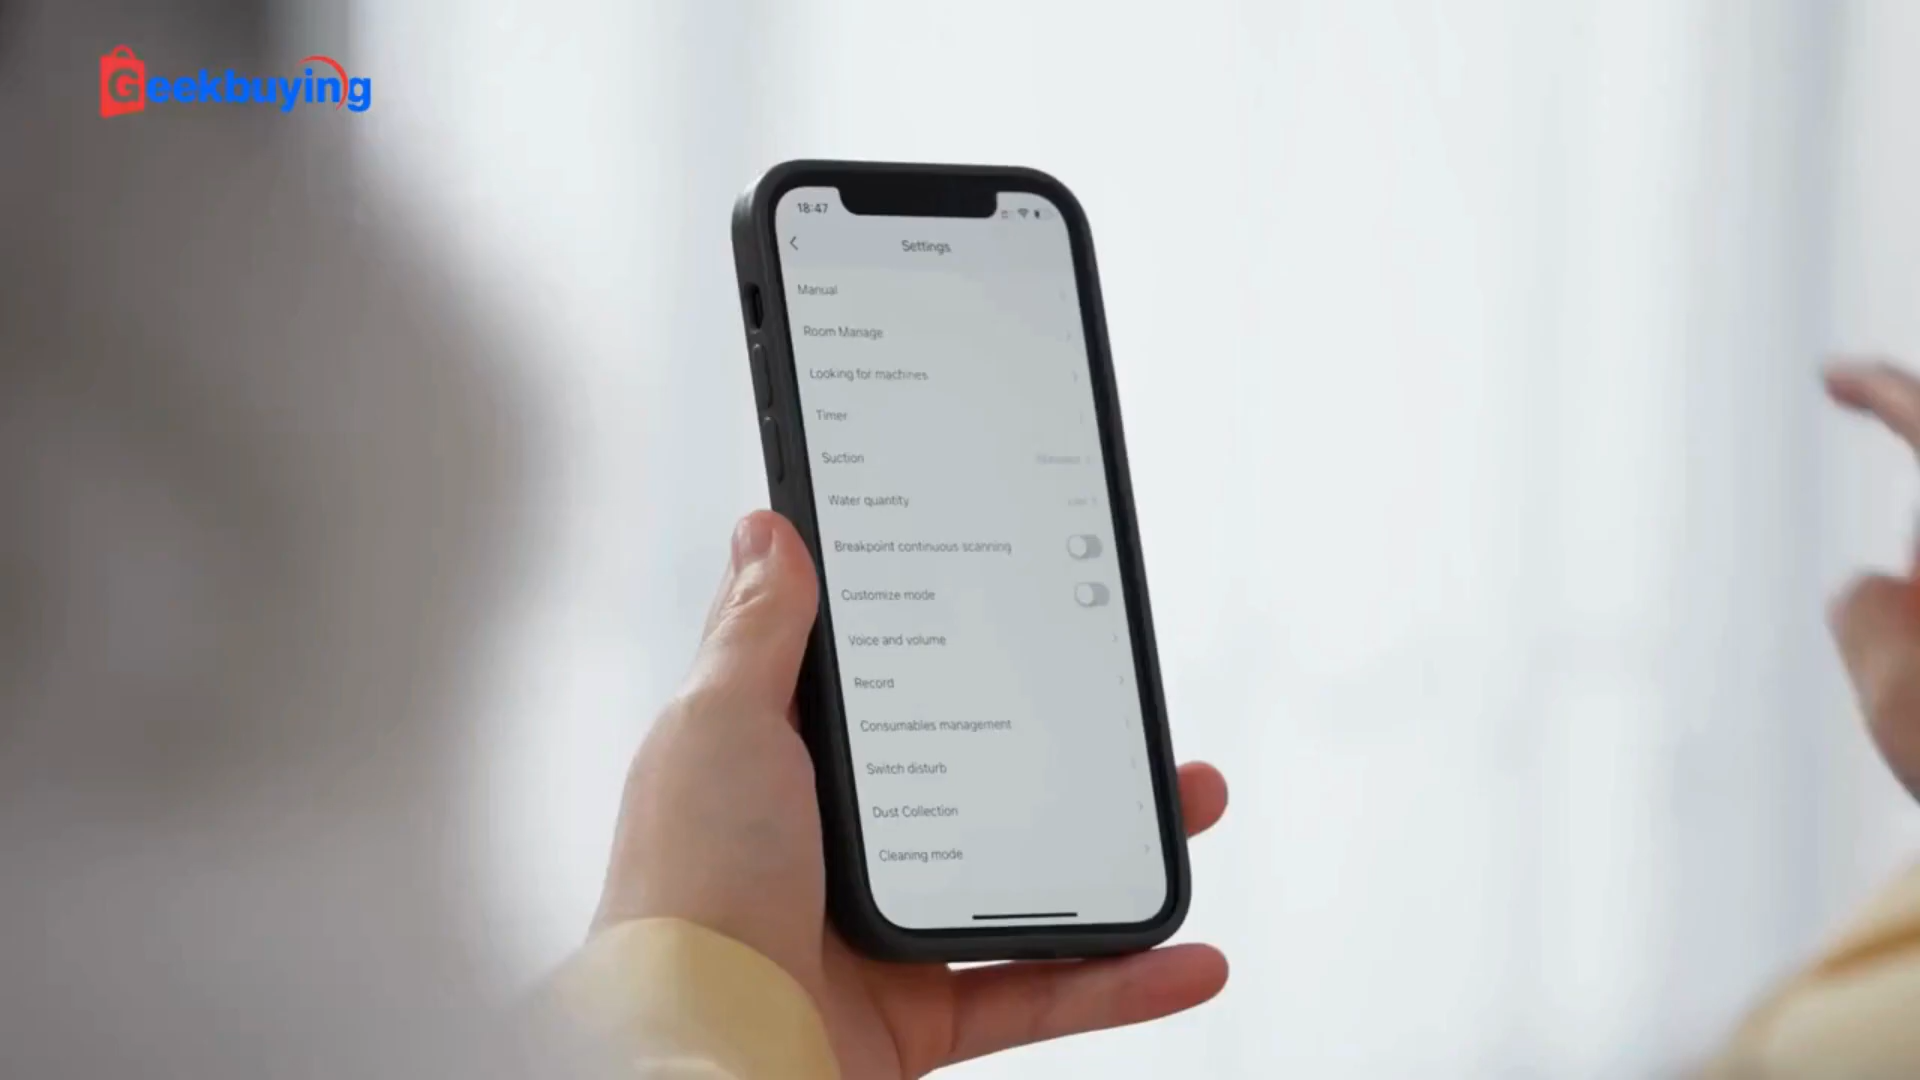 Geekbuying
18:47
Settings
Manual
Room Manage
Looking for machines
Timer
Suction
Water quantity
Breakpoint continuous scanning
Customize mode
Voice and volume
Record
Consumables management
Switch disturb
Dust Collection
Cleaning mode